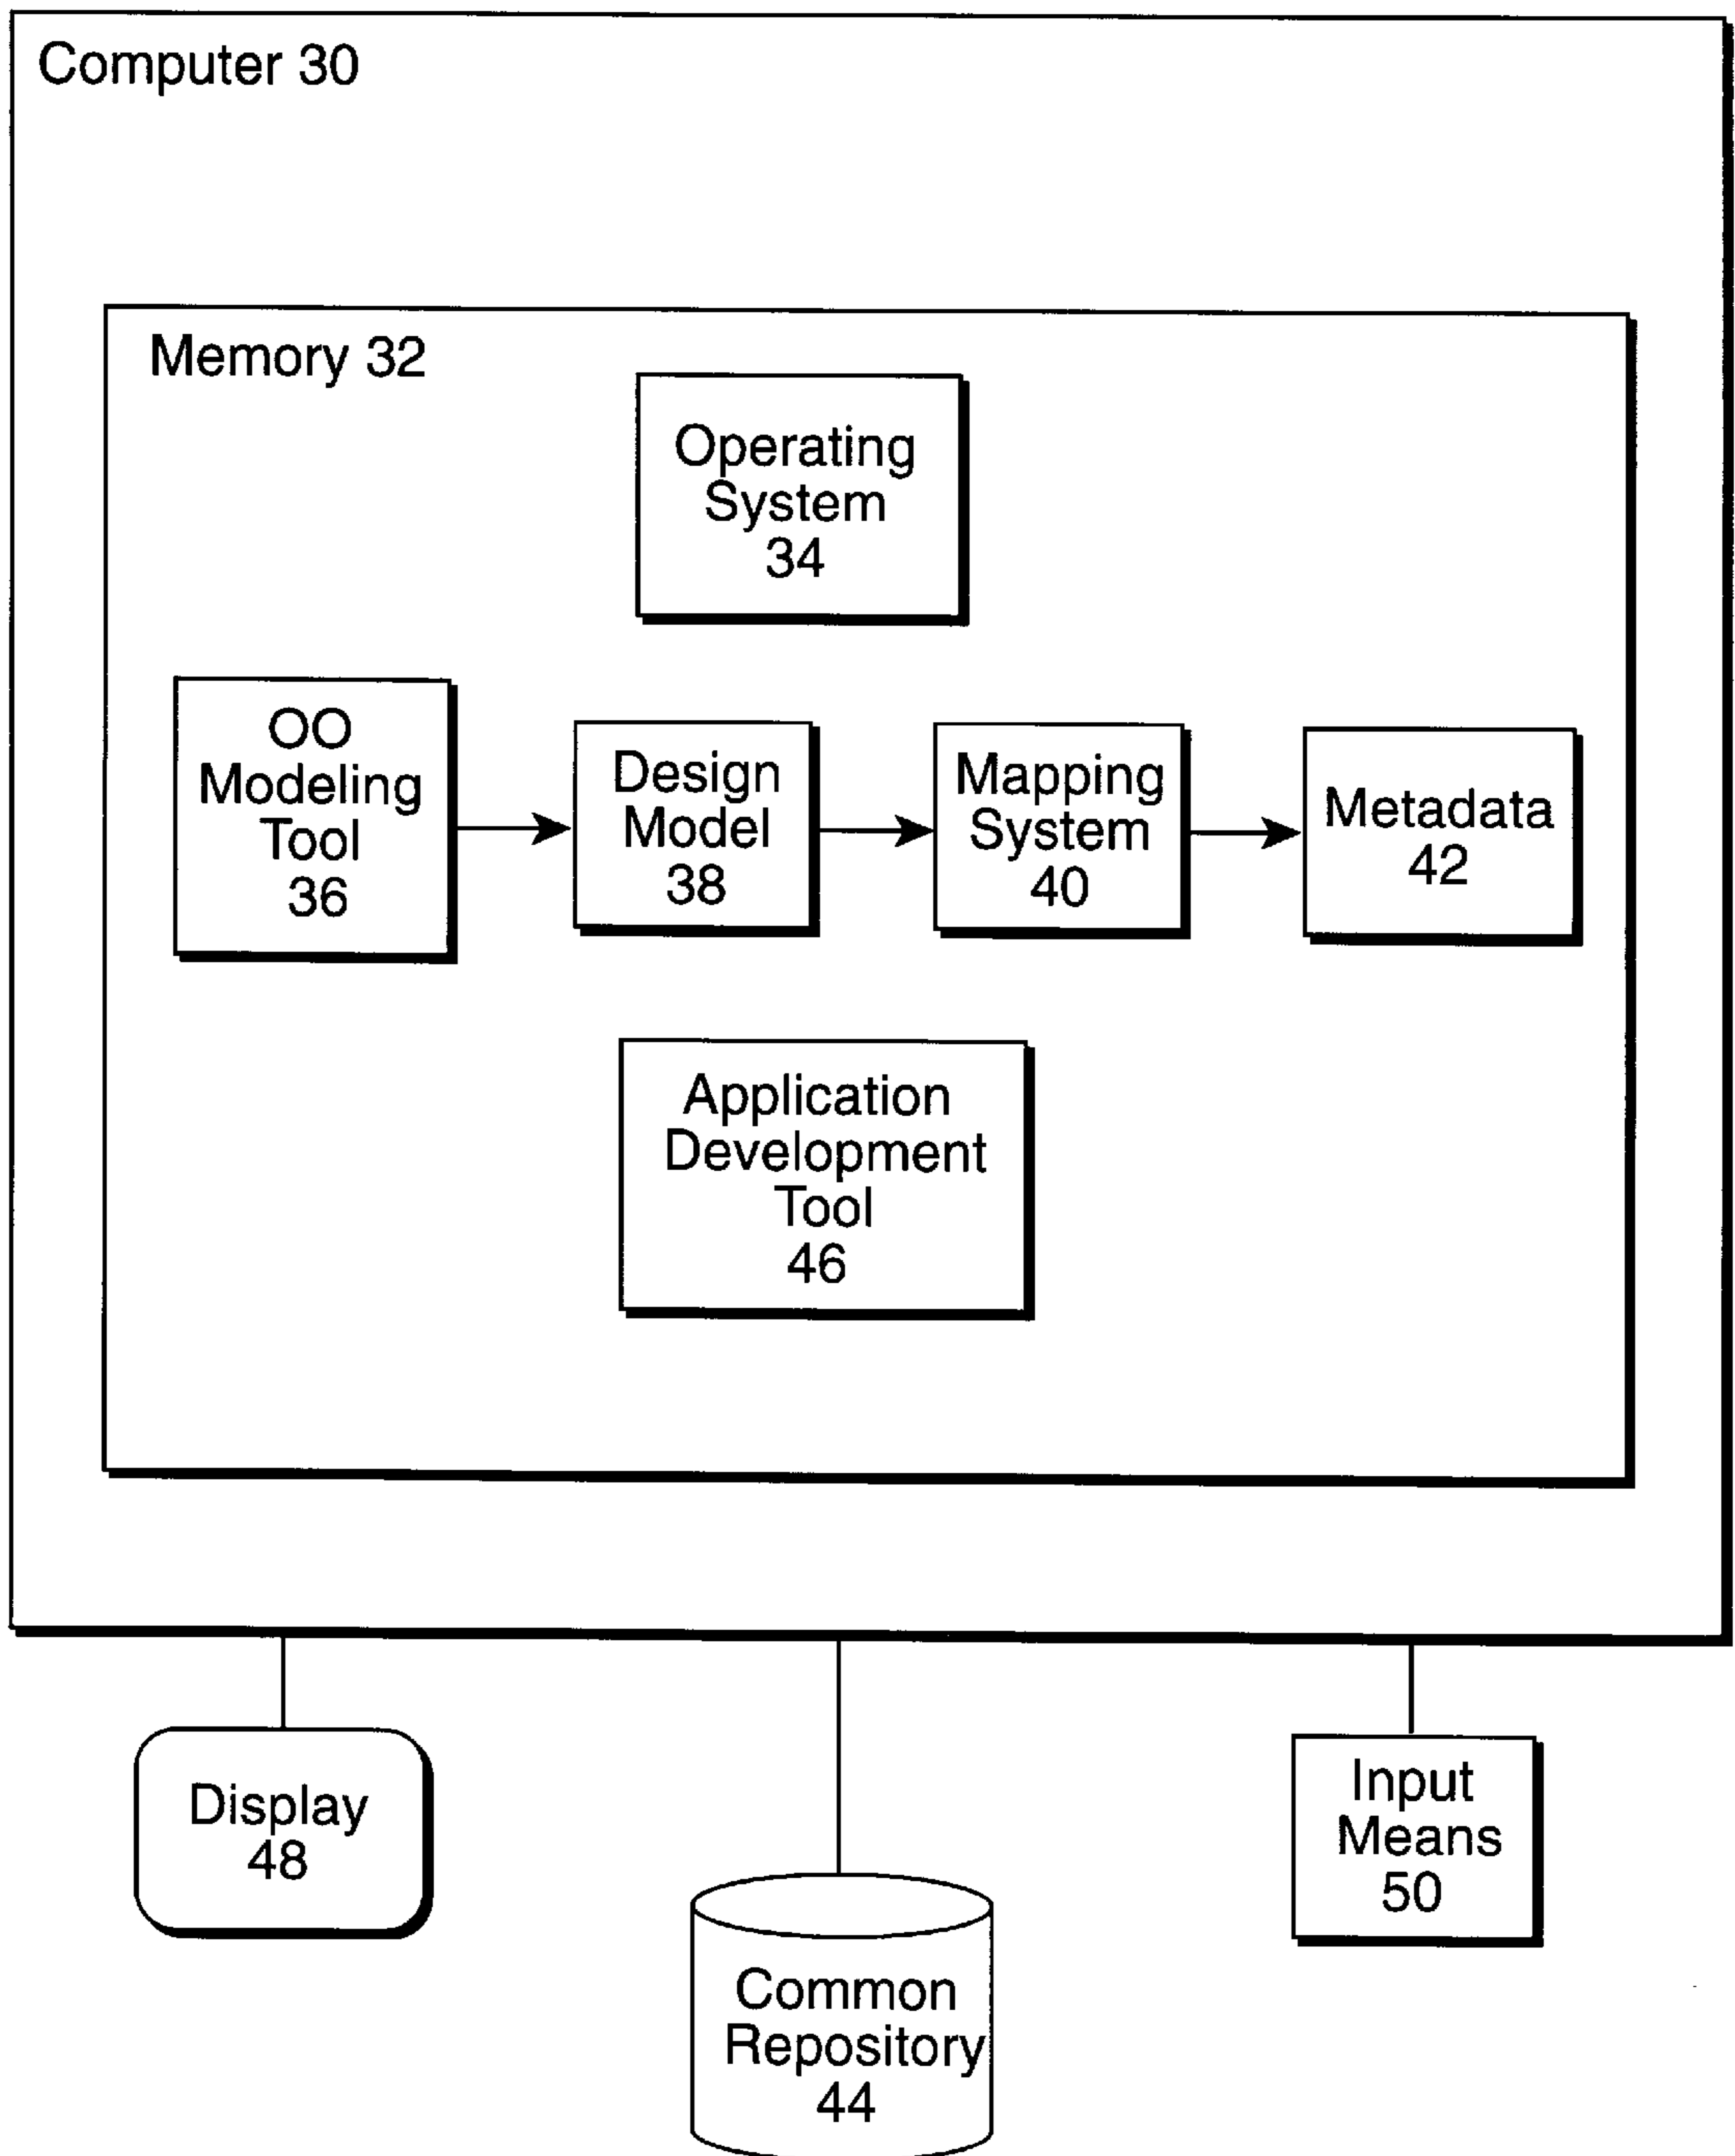 Computer 30
Memory 32
Operating
System
34
OO
Modeling
Tool
36
Design
Model
38
Mapping
System
40
Metadata
42
Application
Development
Tool
46
Display
48
Common
Repository
44
Input
Means
50